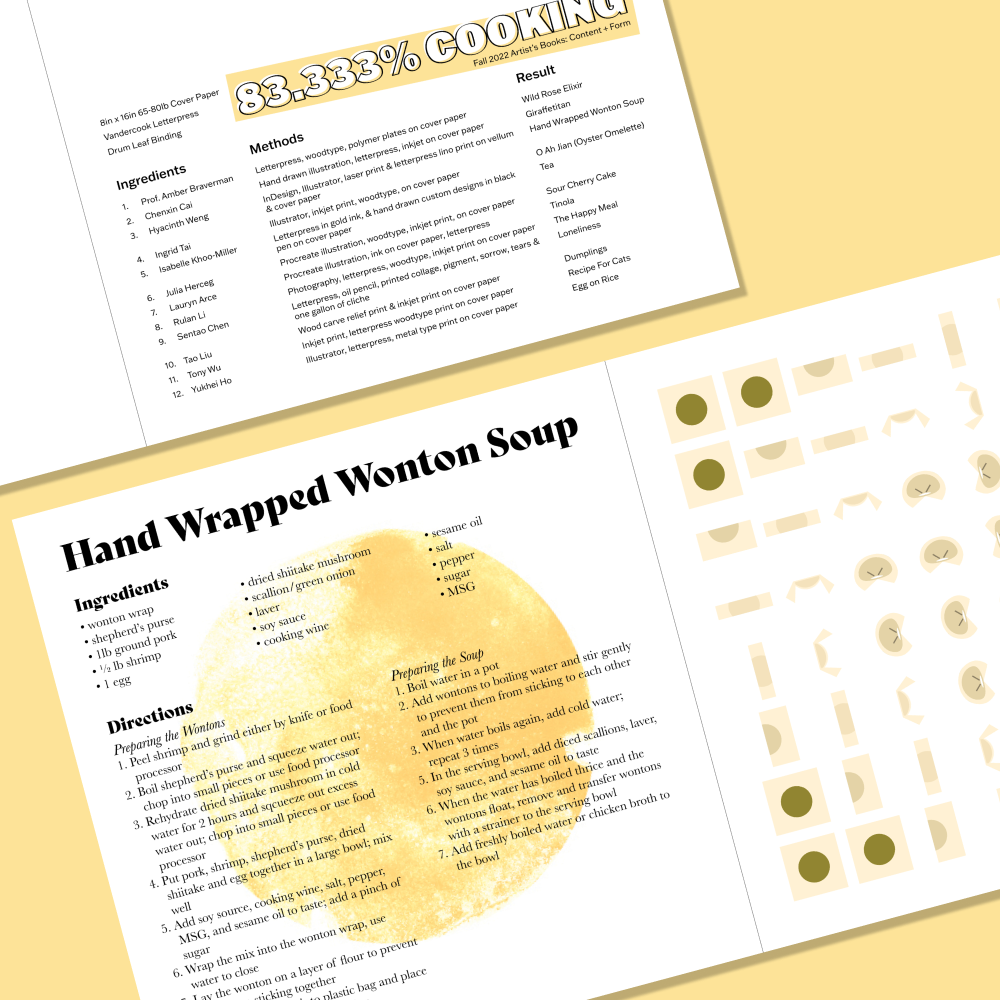 83.333% COOKING
Fall 2022 Artist's Books: Content + Form
8in x 16in 65-80lb Cover Paper
Vandercook Letterpress
Drum Leaf Binding
Ingredients
1. Prof. Amber Braverman
2. Chenxin Cai
3. Hyacinth Weng
4. Ingrid Tai
5. Isabelle Khoo-Miller
6. Julia Herceg
7. Lauryn Arce
8. Rulan Li
9. Sentao Chen
10. Tao Liu
11. Tony Wu
12. Yukhei Ho
Methods
Letterpress, woodtype, polymer plates on cover paper
Hand drawn illustration, letterpress, inkjet on cover paper
InDesign, Illustrator, laser print & letterpress lino print on vellum
& cover paper
Illustrator, inkjet print, woodtype, on cover paper
Letterpress in gold ink, & hand drawn custom designs in black
pen on cover paper
Procreate illustration, woodtype, inkjet print, on cover paper
Procreate illustration, ink on cover paper, letterpress
Photography, letterpress, woodtype, inkjet print on cover paper
Letterpress, oil pencil, printed collage, pigment, sorrow, tears &
one gallon of cliche
Wood carve relief print & inkjet print on cover paper
Inkjet print, letterpress woodtype print on cover paper
Illustrator, letterpress, metal type print on cover paper
Result
Wild Rose Elixir
Giraffetitan
Hand Wrapped Wonton Soup
O Ah Jian (Oyster Omelette)
Tea
Sour Cherry Cake
Tinola
The Happy Meal
Loneliness
Dumplings
Recipe For Cats
Egg on Rice
Hand Wrapped Wonton Soup
Ingredients
• wonton wrap
• shepherd's purse
• 1lb ground pork
• ½ lb shrimp
• 1 egg
• dried shiitake mushroom
• scallion/green onion
• laver
• soy sauce
• cooking wine
• sesame oil
• salt
• pepper
• sugar
• MSG
Directions
Preparing the Wontons
1. Peel shrimp and grind either by knife or food
processor
2. Boil shepherd's purse and squeeze water out;
chop into small pieces or use food processor
3. Rehydrate dried shiitake mushroom in cold
water for 2 hours and squceeze out excess
water out; chop into small pieces or use food
processor
4. Put pork, shrimp, shepherd's purse, dried
shiitake and egg together in a large bowl; mix
well
5. Add soy source, cooking wine, salt, pepper,
MSG, and sesame oil to taste; add a pinch of
sugar
6. Wrap the mix into the wonton wrap, use
water to close
7. Lay the wonton on a layer of flour to prevent
sticking together
to plastic bag and place
Preparing the Soup
1. Boil water in a pot
2. Add wontons to boiling water and stir gently
to prevent them from sticking to each other
and the pot
3. When water boils again, add cold water;
repeat 3 times
5. In the serving bowl, add diced scallions, laver,
soy sauce, and sesame oil to taste
6. When the water has boiled thrice and the
wontons float, remove and transfer wontons
with a strainer to the serving bowl
7. Add freshly boiled water or chicken broth to
the bowl